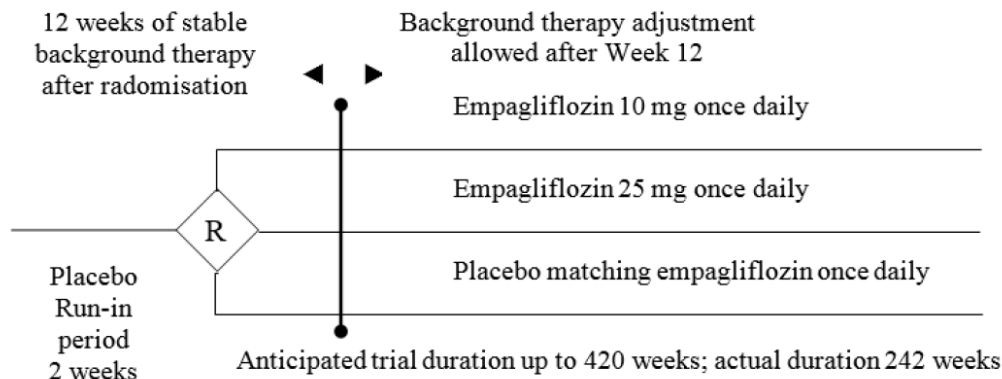 12 weeks of stable
background therapy
after radomisation
Background therapy adjustment
allowed after Week 12
Empagliflozin 10 mg once daily
Empagliflozin 25 mg once daily
R
Placebo matching empagliflozin once daily
Placebo
Run-in
period
2 weeks
Anticipated trial duration up to 420 weeks; actual duration 242 weeks